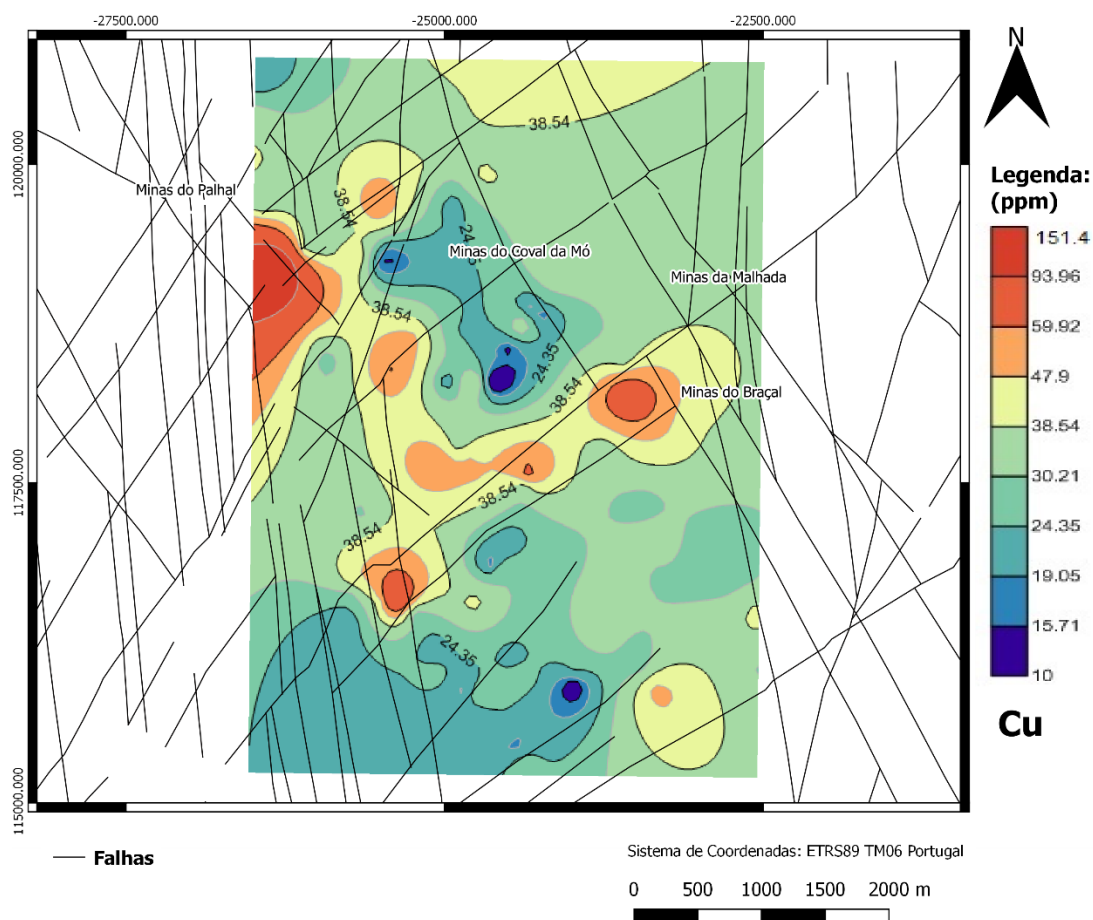 -27500.000
-25000.000
-22500.000
N
120000.000
117500.000
115000.000
38.54
38.54
Minas do Palhal
24.35
Minas do Coval da Mó
Minas da Malhada
38.54
24.35
38.54
Minas do Braçal
38.54
38.54
24.35
Legenda:
(ppm)
151.4
93.96
59.92
47.9
38.54
30.21
24.35
19.05
15.71
10
Cu
Falhas
Sistema de Coordenadas: ETRS89 TM06 Portugal
0 500 1000 1500 2000 m